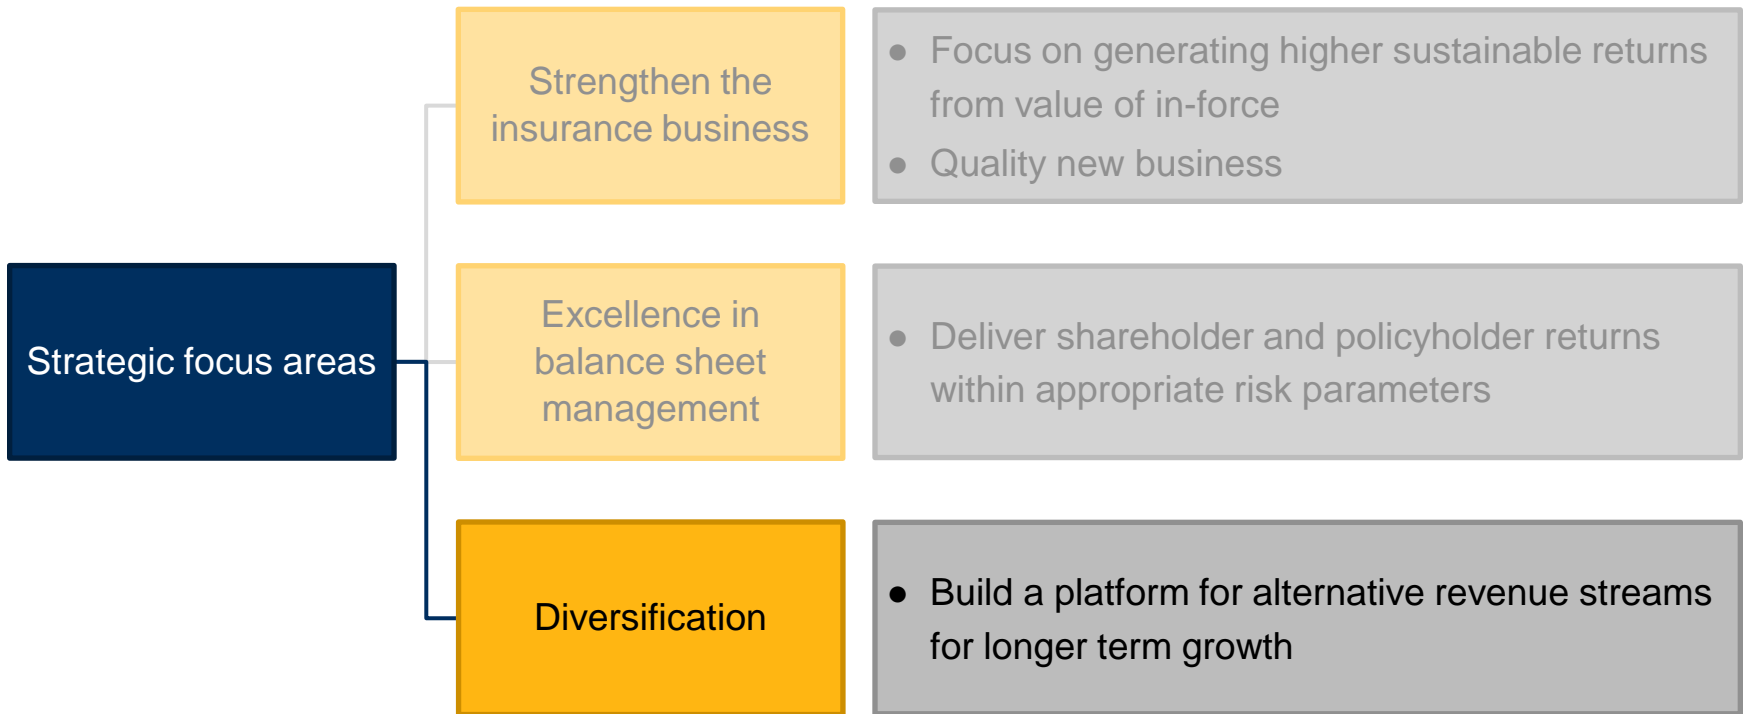 Strategic focus areas
Strengthen the
insurance business
● Focus on generating higher sustainable returns
from value of in-force
● Quality new business
Excellence in
balance sheet
management
● Deliver shareholder and policyholder returns
within appropriate risk parameters
Diversification
● Build a platform for alternative revenue streams
for longer term growth